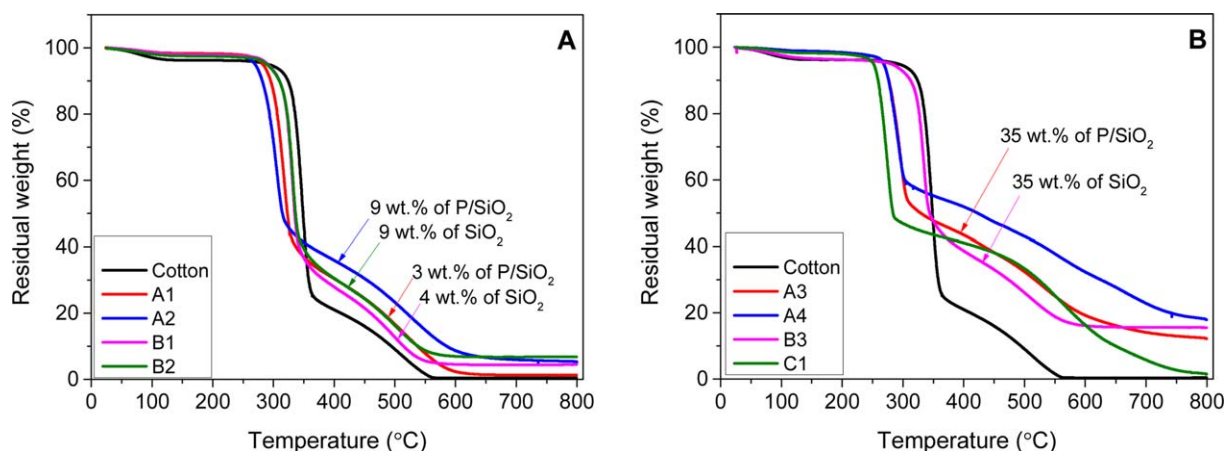 A
Residual weight (%)
100
80
60
40
20
0
0
100
200
300
400
500
600
700
800
Temperature (°C)
9 wt.% of P/SiO₂
9 wt.% of SiO₂
3 wt.% of P/SiO₂
4 wt.% of SiO₂
Cotton
A1
A2
B1
B2
B
Residual weight (%)
100
80
60
40
20
0
0
100
200
300
400
500
600
700
800
Temperature (°C)
35 wt.% of P/SiO₂
35 wt.% of SiO₂
Cotton
A3
A4
B3
C1